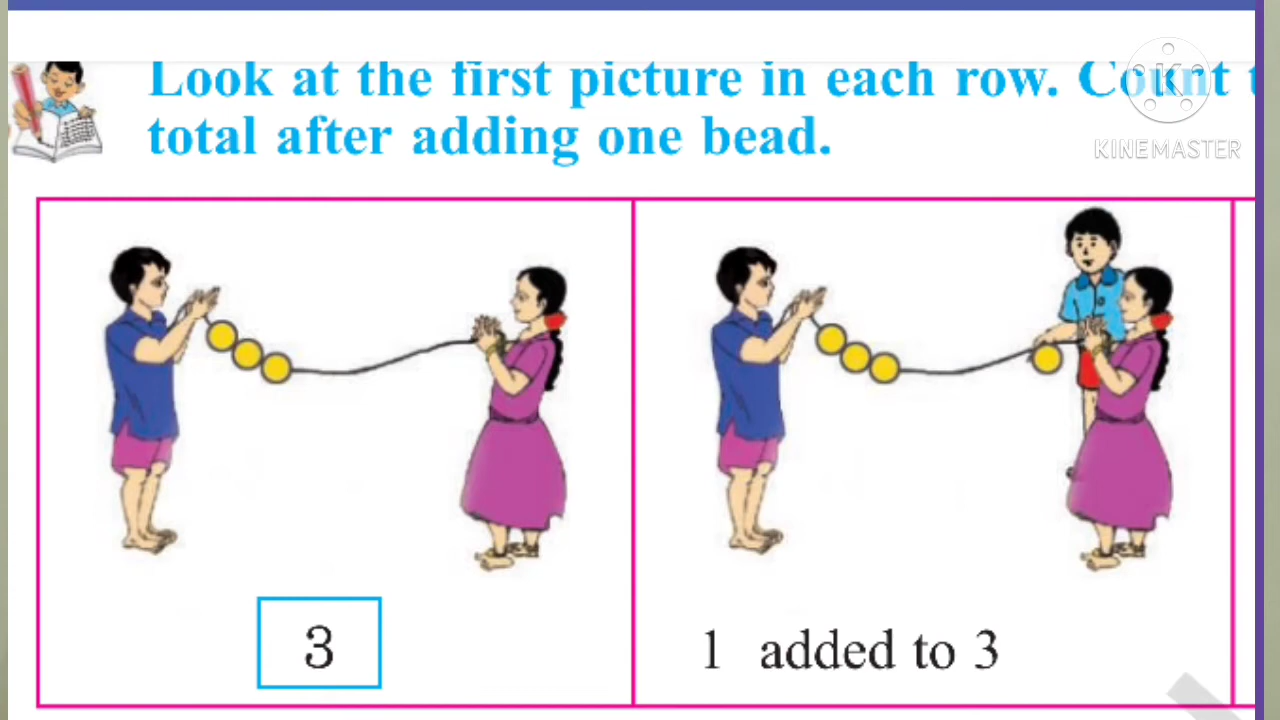 Look at the first picture in each row. Count
total after adding one bead.
KINEMASTER
3
1 added to 3